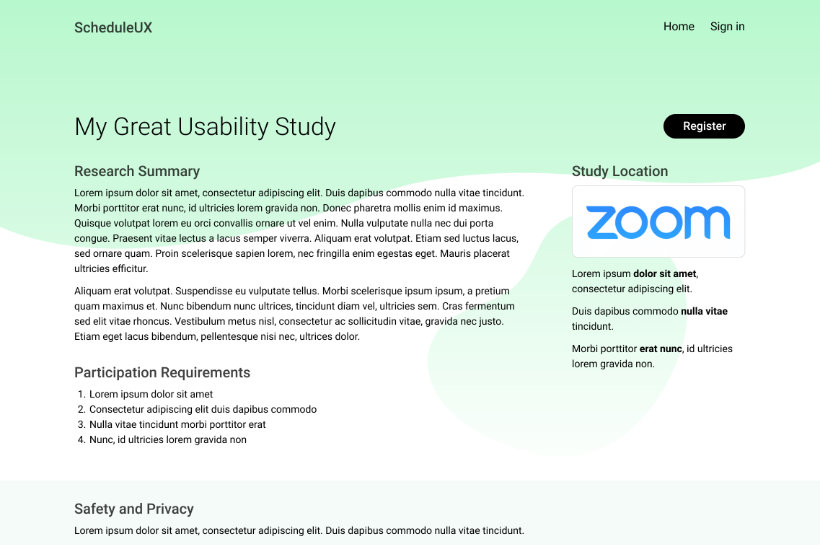 ScheduleUX
Home Sign in
My Great Usability Study
Register
Research Summary
Lorem ipsum dolor sit amet, consectetur adipiscing elit. Duis dapibus commodo nulla vitae tincidunt.
Morbi porttitor erat nunc, id ultricies lorem gravida non. Donec pharetra mollis enim id maximus.
Quisque volutpat lorem eu orci convallis ornare ut vel enim. Nulla vulputate nulla nec dui porta
congue. Praesent vitae lectus a lacus semper viverra. Aliquam erat volutpat. Etiam sed luctus lacus,
sed ornare quam. Proin scelerisque sapien lorem, nec fringilla enim egestas eget. Mauris placerat
ultricies efficitur.
Aliquam erat volutpat. Suspendisse eu vulputate tellus. Morbi scelerisque ipsum ipsum, a pretium
quam maximus et. Nunc bibendum nunc ultrices, tincidunt diam vel, ultricies sem. Cras fermentum
sed elit vitae rhoncus. Vestibulum metus nisl, consectetur ac sollicitudin vitae, gravida nec justo.
Etiam eget lacus bibendum, pellentesque nisi nec, ultrices dolor.
Participation Requirements
1. Lorem ipsum dolor sit amet
2. Consectetur adipiscing elit duis dapibus commodo
3. Nulla vitae tincidunt morbi porttitor erat
4. Nunc, id ultricies lorem gravida non
Study Location
zoom
Lorem ipsum dolor sit amet,
consectetur adipiscing elit.
Duis dapibus commodo nulla vitae
tincidunt.
Morbi porttitor erat nunc, id ultricies
lorem gravida non.
Safety and Privacy
Lorem ipsum dolor sit amet, consectetur adipiscing elit. Duis dapibus commodo nulla vitae tincidunt.